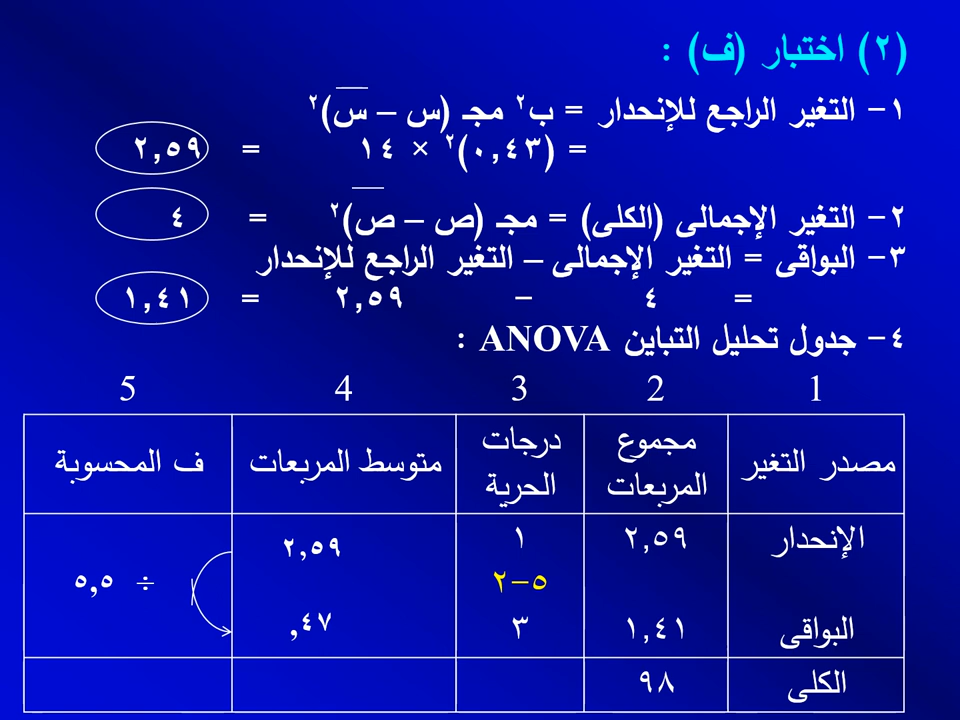 (٢) اختبار (ف) :
١- التغير الراجع للإنحدار = ب٢ مجـ (س – س)٢
= (٠,٤٣)٢ × ١٤ = ٢,٥٩
٢- التغير الإجمالى (الكلى) = مجـ (ص – ص)٢ = ٤
٣- البواقى = التغير الإجمالى – التغير الراجع للإنحدار
= ٤ - ٢,٥٩ = ١,٤١
٤- جدول تحليل التباين ANOVA :
1 2 3 4 5
مصدر التغير مجموع المربعات درجات الحرية متوسط المربعات ف المحسوبة
الإنحدار ٢,٥٩ ١ ٢,٥٩
٥-٢ ÷ ٥,٥
البواقى ١,٤١ ٣ ,٤٧
الكلى ٩٨